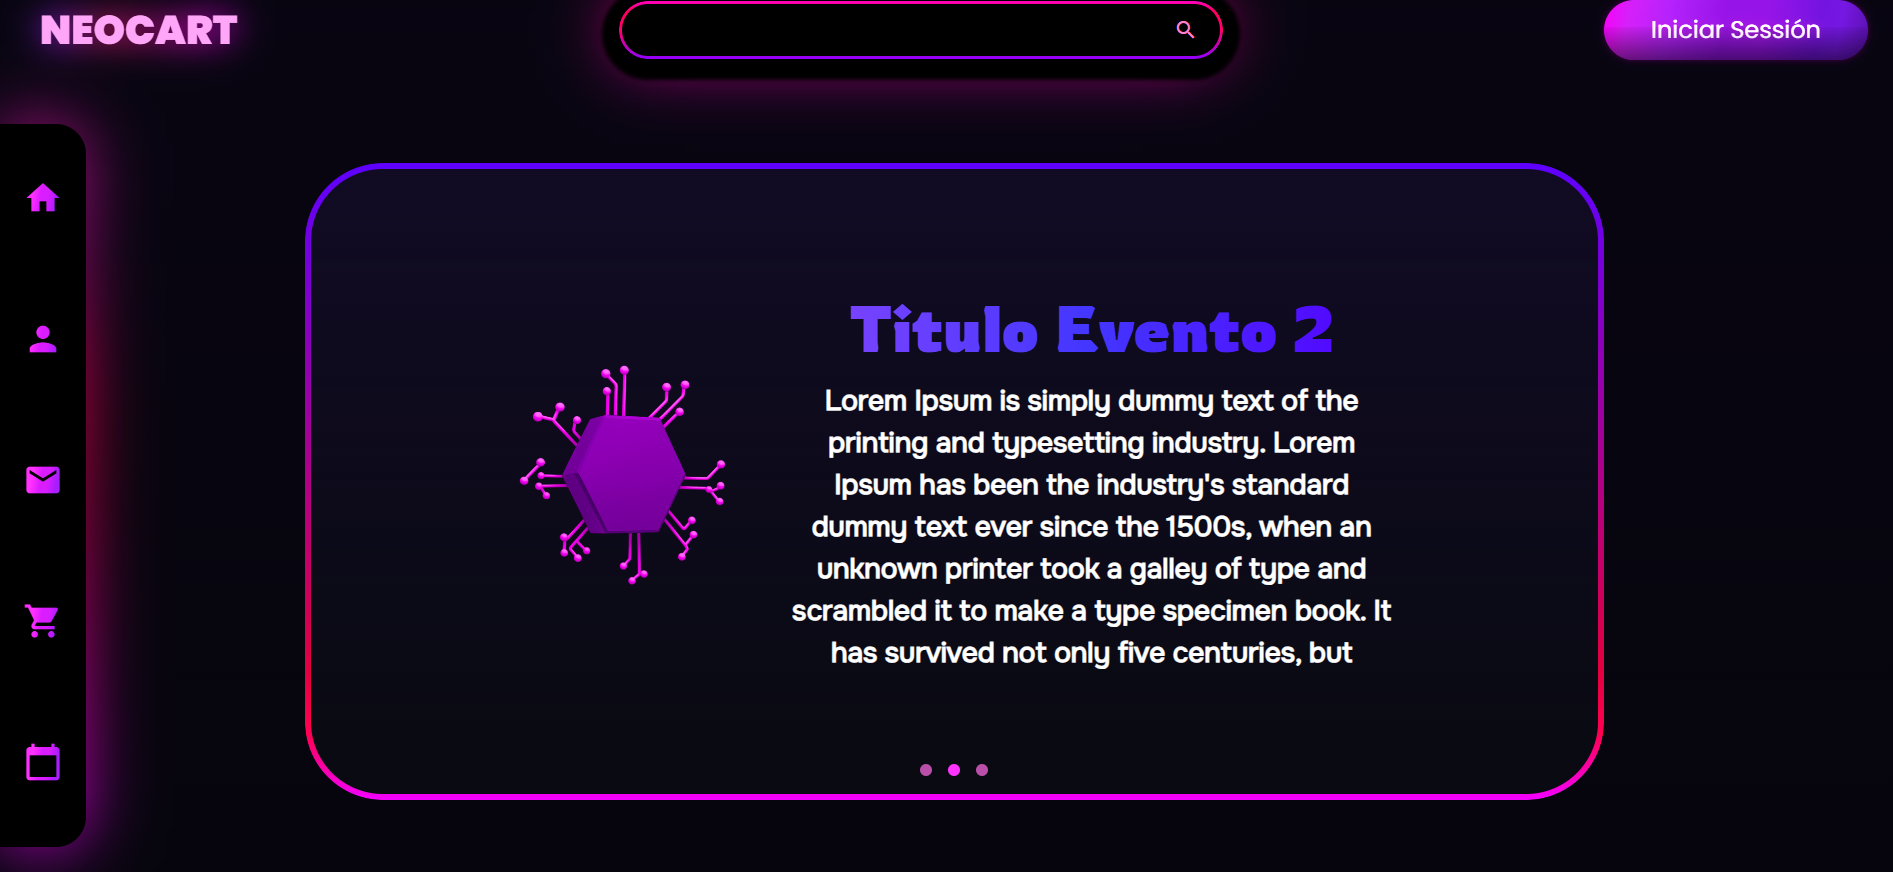 NEOCART
Iniciar Sessión
Titulo Evento 2
Lorem Ipsum is simply dummy text of the
printing and typesetting industry. Lorem
Ipsum has been the industry's standard
dummy text ever since the 1500s, when an
unknown printer took a galley of type and
scrambled it to make a type specimen book. It
has survived not only five centuries, but